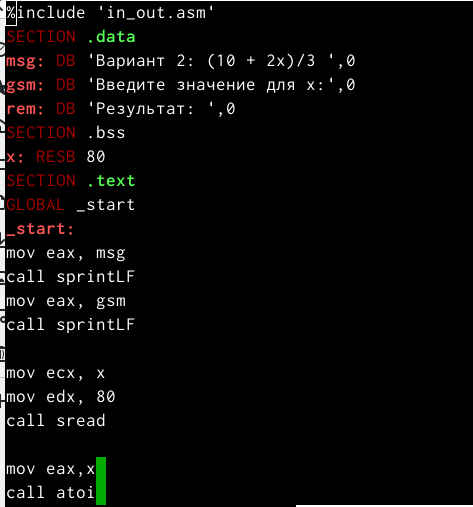 %include 'in_out.asm'
SECTION .data
msg: DB 'Вариант 2: (10 + 2x)/3 ',0
gsm: DB 'Введите значение для x:',0
rem: DB 'Результат: ',0
SECTION .bss
x: RESB 80
SECTION .text
GLOBAL _start
_start:
mov eax, msg
call sprintLF
mov eax, gsm
call sprintLF
mov ecx, x
mov edx, 80
call sread
mov eax,x
call atoi